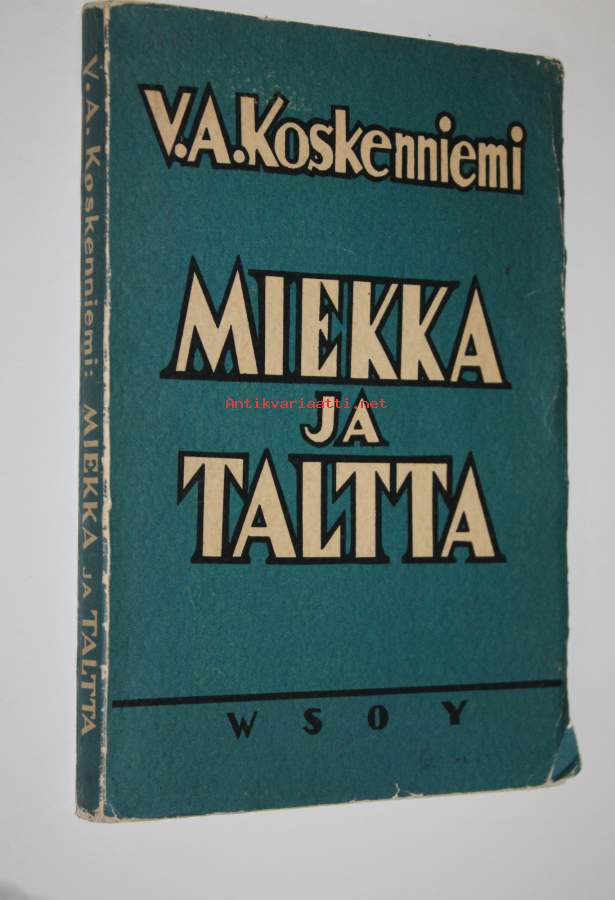 V.A.Koskenniemi
MIEKKA
JA
TALTTA
WSOY
V.A.Koskenniemi: MIEKKA JA TALTTA
Antikvariaatti.net